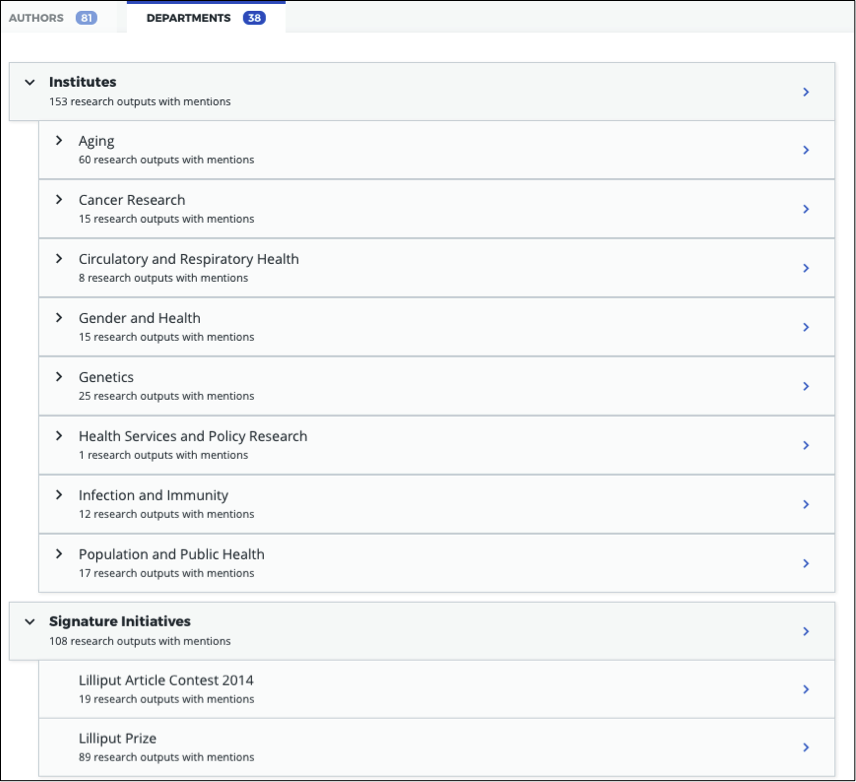 AUTHORS 81 DEPARTMENTS 38
Institutes
153 research outputs with mentions
Aging
60 research outputs with mentions
Cancer Research
15 research outputs with mentions
Circulatory and Respiratory Health
8 research outputs with mentions
Gender and Health
15 research outputs with mentions
Genetics
25 research outputs with mentions
Health Services and Policy Research
1 research outputs with mentions
Infection and Immunity
12 research outputs with mentions
Population and Public Health
17 research outputs with mentions
Signature Initiatives
108 research outputs with mentions
Lilliput Article Contest 2014
19 research outputs with mentions
Lilliput Prize
89 research outputs with mentions